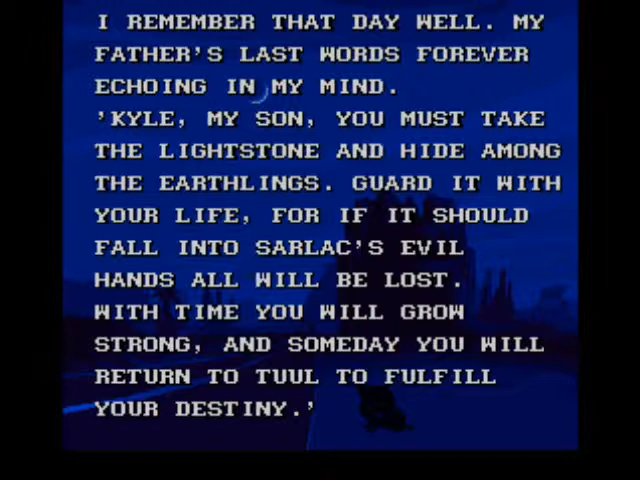 I REMEMBER THAT DAY WELL. MY
FATHER'S LAST WORDS FOREVER
ECHOING IN MY MIND.
'KYLE, MY SON, YOU MUST TAKE
THE LIGHTSTONE AND HIDE AMONG
THE EARTHLINGS. GUARD IT WITH
YOUR LIFE, FOR IF IT SHOULD
FALL INTO SARLAC'S EVIL
HANDS ALL WILL BE LOST.
WITH TIME YOU WILL GROW
STRONG, AND SOMEDAY YOU WILL
RETURN TO TUUL TO FULFILL
YOUR DESTINY.'